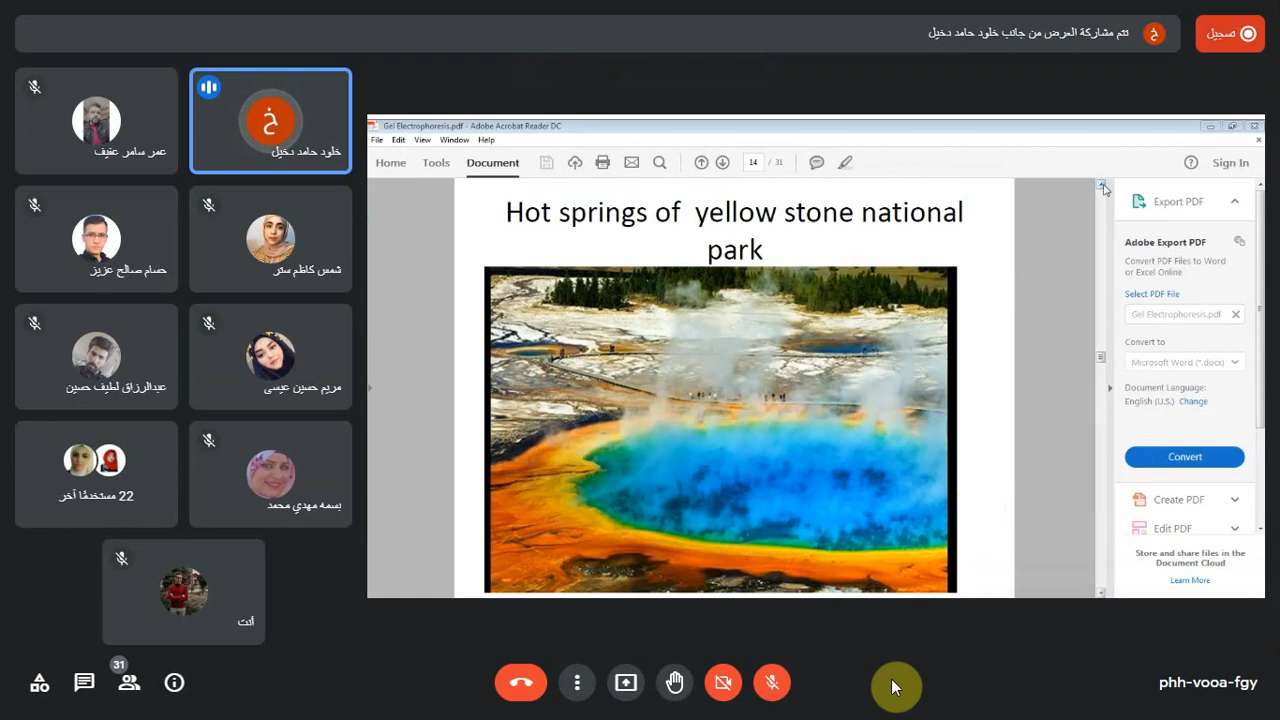 تتم مشاركة العرض من جانب خلود حامد دخيل
خ
تسجيل
عمر سامر عنيف
خ
خلود حامد دخيل
حسام صالح عزيز
شمس كاظم ستر
عبدالرزاق لطيف حسين
مريم حسين عيسى
22 مستخدمًا آخر
بسمه مهدي محمد
أنت
Gel Electrophoresis.pdf - Adobe Acrobat Reader DC
File Edit View Window Help
Home Tools Document 14 / 31 Sign In
Hot springs of yellow stone national
park
Export PDF
Adobe Export PDF
Convert PDF Files to Word
or Excel Online
Select PDF File
Gel Electrophoresis.pdf
Convert to
Microsoft Word (*.docx)
Document Language:
English (U.S.) Change
Convert
Create PDF
Edit PDF
Store and share files in the
Document Cloud
Learn More
31
phh-vooa-fgy